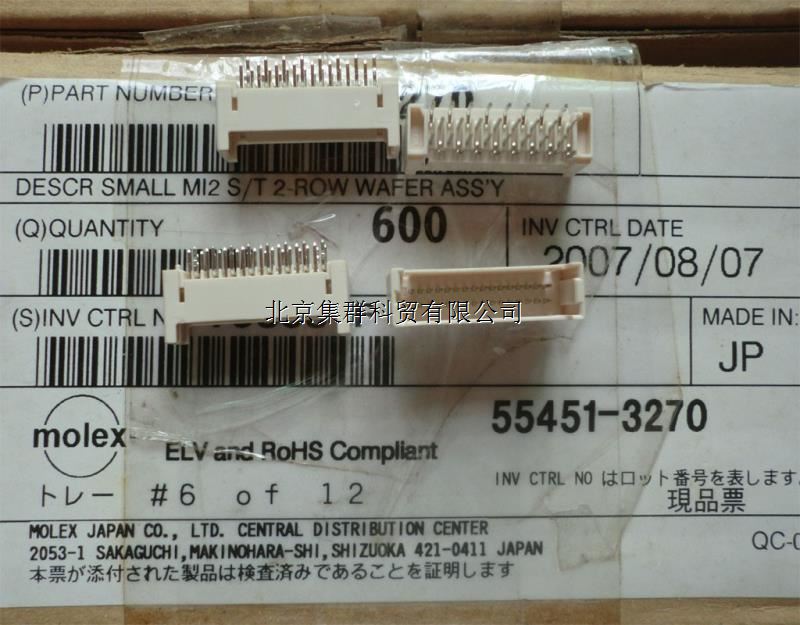 (P)PART NUMBER
DESCR SMALL MI2 S/T 2-ROW WAFER ASS'Y
(Q)QUANTITY 600 INV CTRL DATE
2007/08/07
(S)INV CTRL
北京集群科贸有限公司
MADE IN:
JP
molex
55451-3270
ELV and RoHS Compliant
INV CTRL NO はロット番号を表します
トレー #6 of 12 現品票
MOLEX JAPAN CO., LTD. CENTRAL DISTRIBUTION CENTER
2053-1 SAKAGUCHI,MAKINOHARA-SHI,SHIZUOKA 421-0411 JAPAN
本票が添付された製品は検査済みであることを証明します